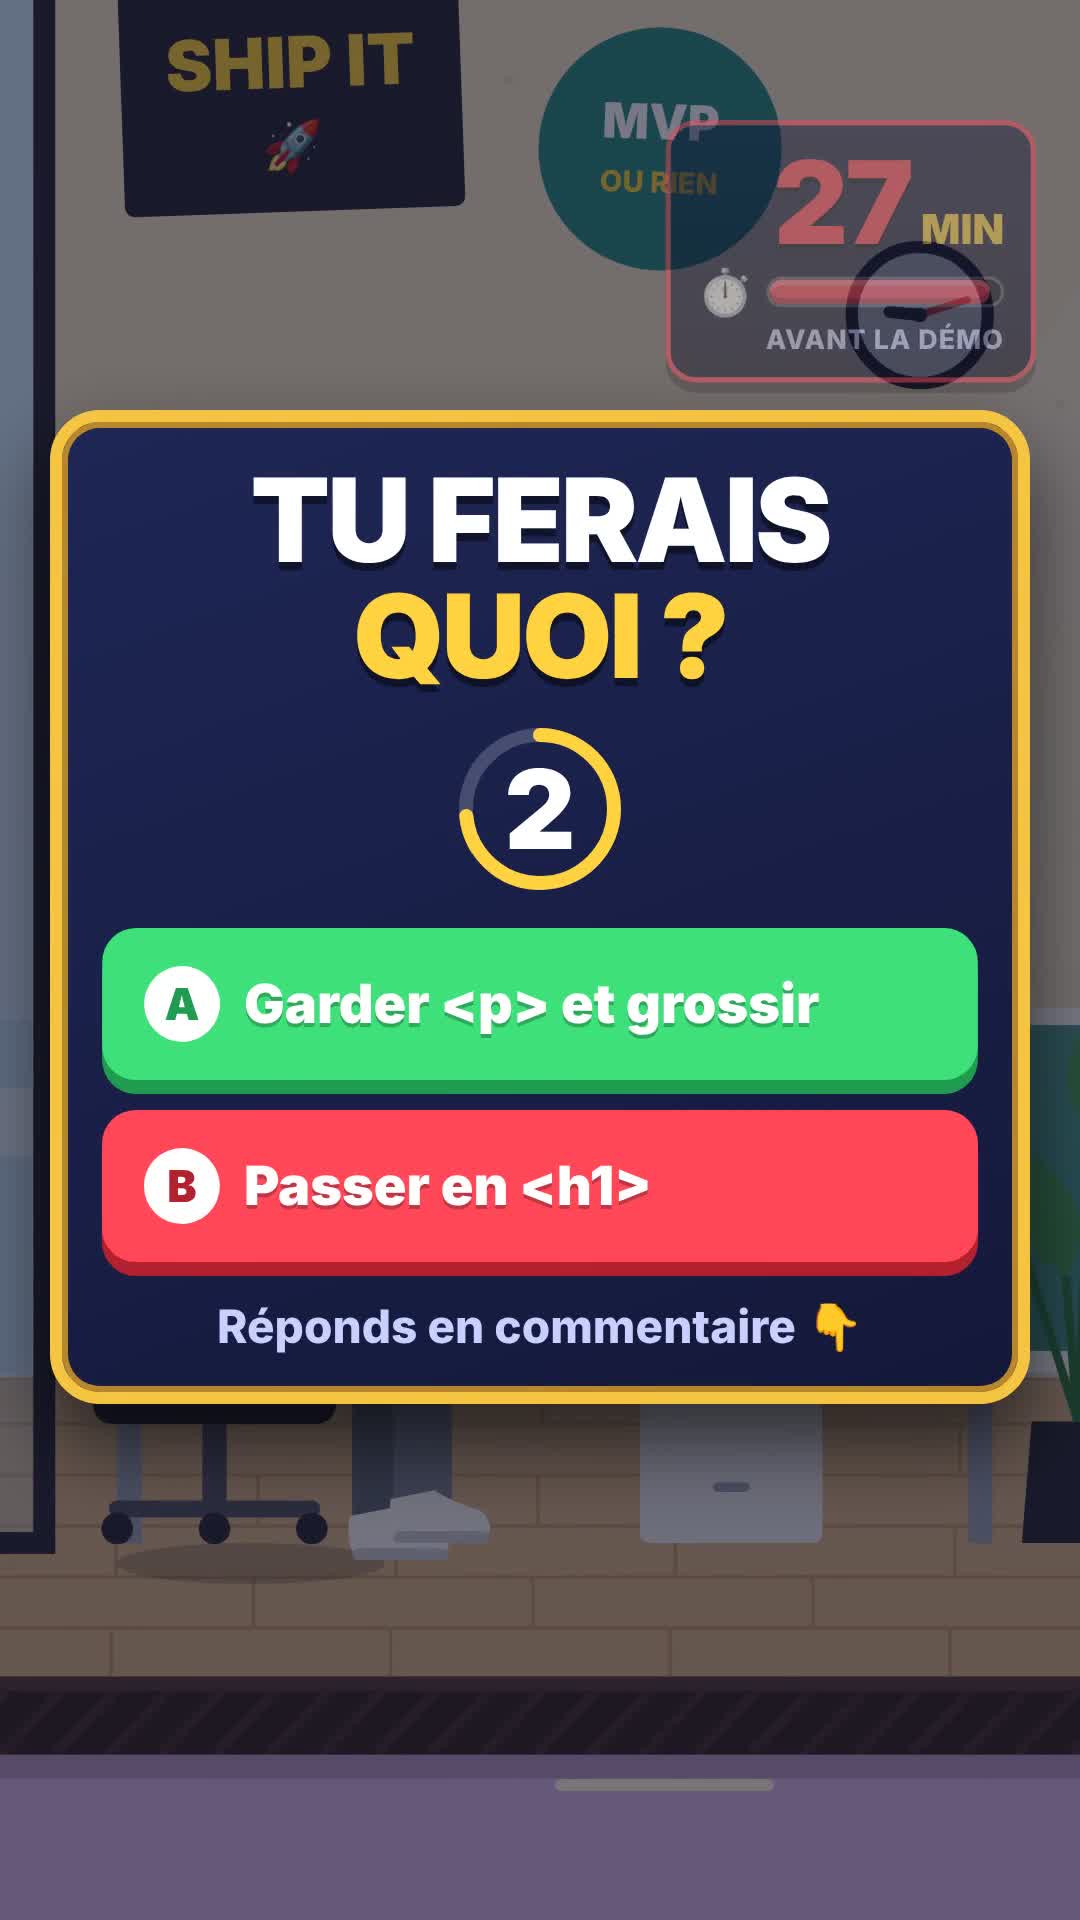 SHIP IT
MVP
OU RIEN
27 MIN
AVANT LA DÉMO
TU FERAIS
QUOI ?
2
A Garder <p> et grossir
B Passer en <h1>
Réponds en commentaire 👇